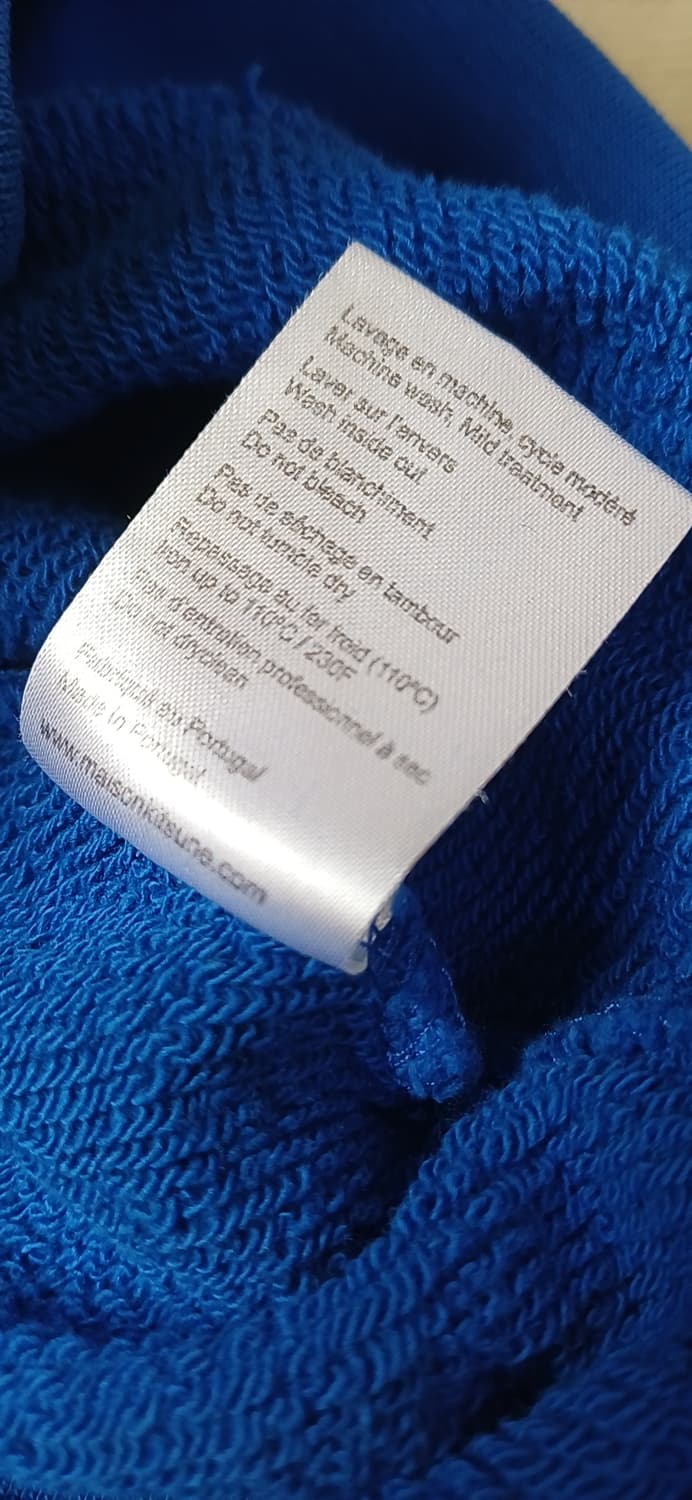 Lavage en machine, cycle modéré
Machine wash, Mild treatment
Laver sur l'envers
Wash inside out
Pas de blanchiment
Do not bleach
Pas de séchage en tambour
Do not tumble dry
Repassage au fer froid (110ºC)
Iron up to 110ºC / 230F
Pas d'entretien professionnel à sec
Do not dryclean
Fabriqué au Portugal
Made in Portugal
www.maisonkitsune.com